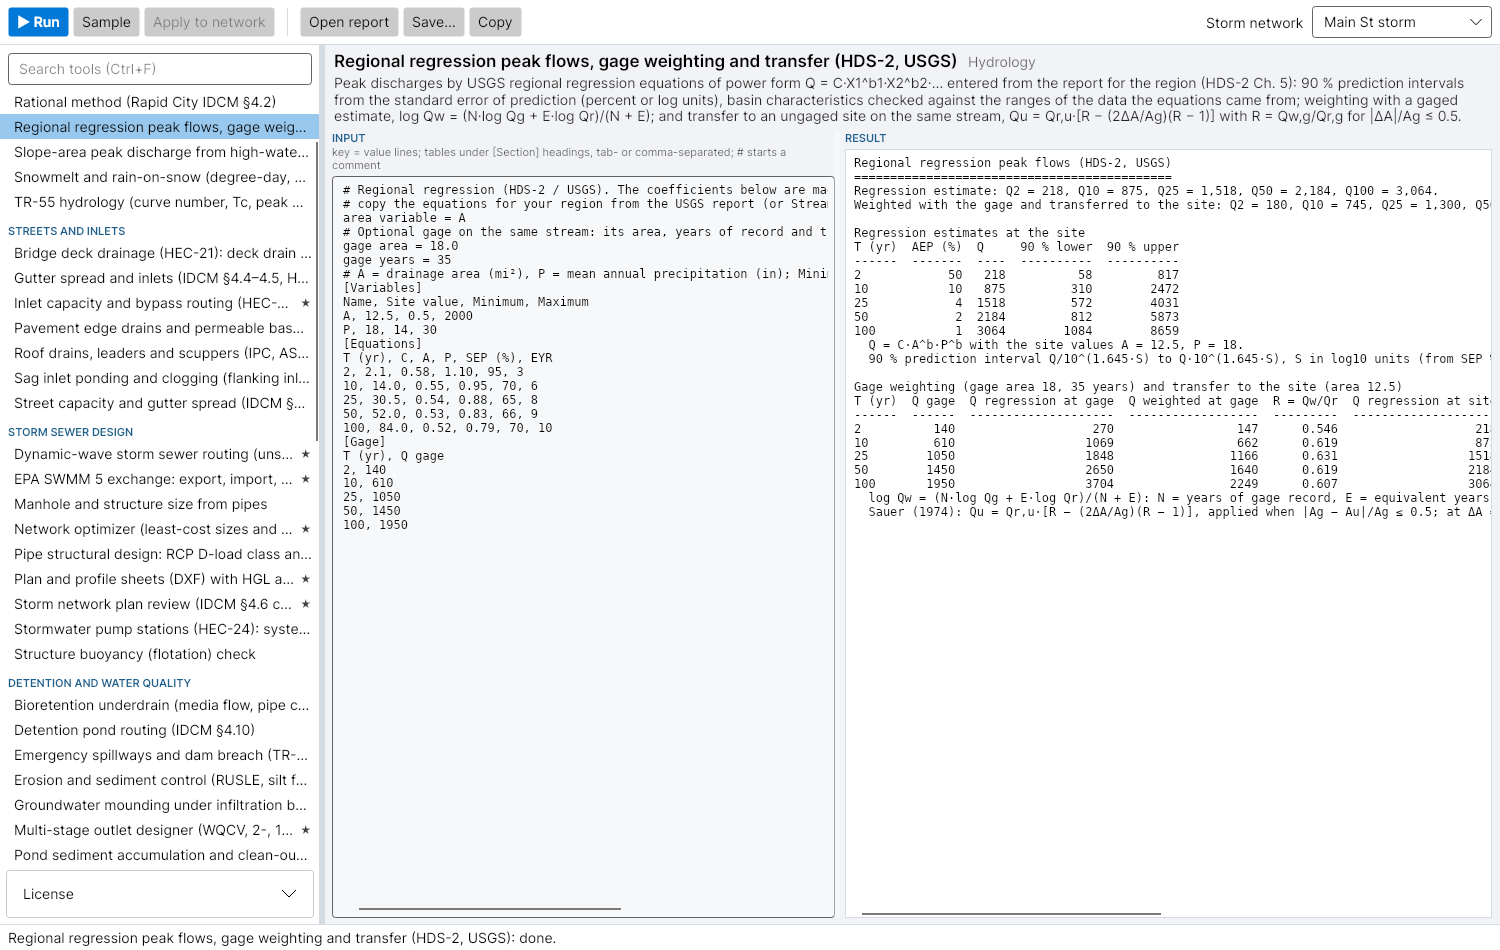 Run Sample Apply to network Open report Save... Copy Storm network Main St storm
Search tools (Ctrl+F)
Rational method (Rapid City IDCM §4.2)
Regional regression peak flows, gage weig...
Slope-area peak discharge from high-wate...
Snowmelt and rain-on-snow (degree-day, ...
TR-55 hydrology (curve number, Tc, peak ...
STREETS AND INLETS
Bridge deck drainage (HEC-21): deck drain ...
Gutter spread and inlets (IDCM §4.4–4.5, H...
Inlet capacity and bypass routing (HEC-... ★
Pavement edge drains and permeable bas...
Roof drains, leaders and scuppers (IPC, AS...
Sag inlet ponding and clogging (flanking inl...
Street capacity and gutter spread (IDCM §...
STORM SEWER DESIGN
Dynamic-wave storm sewer routing (uns... ★
EPA SWMM 5 exchange: export, import, ... ★
Manhole and structure size from pipes
Network optimizer (least-cost sizes and ... ★
Pipe structural design: RCP D-load class an...
Plan and profile sheets (DXF) with HGL a... ★
Storm network plan review (IDCM §4.6 c... ★
Stormwater pump stations (HEC-24): syste...
Structure buoyancy (flotation) check
DETENTION AND WATER QUALITY
Bioretention underdrain (media flow, pipe c...
Detention pond routing (IDCM §4.10)
Emergency spillways and dam breach (TR-...
Erosion and sediment control (RUSLE, silt f...
Groundwater mounding under infiltration b...
Multi-stage outlet designer (WQCV, 2-, 1... ★
Pond sediment accumulation and clean-ou...
License
Regional regression peak flows, gage weighting and transfer (HDS-2, USGS) Hydrology
Peak discharges by USGS regional regression equations of power form Q = C·X1^b1·X2^b2·... entered from the report for the region (HDS-2 Ch. 5): 90 % prediction intervals
from the standard error of prediction (percent or log units), basin characteristics checked against the ranges of the data the equations came from; weighting with a gaged
estimate, log Qw = (N·log Qg + E·log Qr)/(N + E); and transfer to an ungaged site on the same stream, Qu = Qr,u·[R − (2ΔA/Ag)(R − 1)] with R = Qw,g/Qr,g for |ΔA|/Ag ≤ 0.5.
INPUT
key = value lines; tables under [Section] headings, tab- or comma-separated; # starts a
comment
# Regional regression (HDS-2 / USGS). The coefficients below are ma
# copy the equations for your region from the USGS report (or Strea
area variable = A
# Optional gage on the same stream: its area, years of record and t
gage area = 18.0
gage years = 35
# A = drainage area (mi²), P = mean annual precipitation (in); Mini
[Variables]
Name, Site value, Minimum, Maximum
A, 12.5, 0.5, 2000
P, 18, 14, 30
[Equations]
T (yr), C, A, P, SEP (%), EYR
2, 2.1, 0.58, 1.10, 95, 3
10, 14.0, 0.55, 0.95, 70, 6
25, 30.5, 0.54, 0.88, 65, 8
50, 52.0, 0.53, 0.83, 66, 9
100, 84.0, 0.52, 0.79, 70, 10
[Gage]
T (yr), Q gage
2, 140
10, 610
25, 1050
50, 1450
100, 1950
RESULT
Regional regression peak flows (HDS-2, USGS)
============================================
Regression estimate: Q2 = 218, Q10 = 875, Q25 = 1,518, Q50 = 2,184, Q100 = 3,064.
Weighted with the gage and transferred to the site: Q2 = 180, Q10 = 745, Q25 = 1,300, Q5
Regression estimates at the site
T (yr) AEP (%) Q 90 % lower 90 % upper
------ ------- ---- ---------- ----------
2 50 218 58 817
10 10 875 310 2472
25 4 1518 572 4031
50 2 2184 812 5873
100 1 3064 1084 8659
Q = C·A^b·P^b with the site values A = 12.5, P = 18.
90 % prediction interval Q/10^(1.645·S) to Q·10^(1.645·S), S in log10 units (from SEP %
Gage weighting (gage area 18, 35 years) and transfer to the site (area 12.5)
T (yr) Q gage Q regression at gage Q weighted at gage R = Qw/Qr Q regression at sit
------ ------ -------------------- ------------------ --------- -------------------
2 140 270 147 0.546 21
10 610 1069 662 0.619 87
25 1050 1848 1166 0.631 151
50 1450 2650 1640 0.619 218
100 1950 3704 2249 0.607 306
log Qw = (N·log Qg + E·log Qr)/(N + E): N = years of gage record, E = equivalent years
Sauer (1974): Qu = Qr,u·[R − (2ΔA/Ag)(R − 1)], applied when |Ag − Au|/Ag ≤ 0.5; at ΔA =
Regional regression peak flows, gage weighting and transfer (HDS-2, USGS): done.